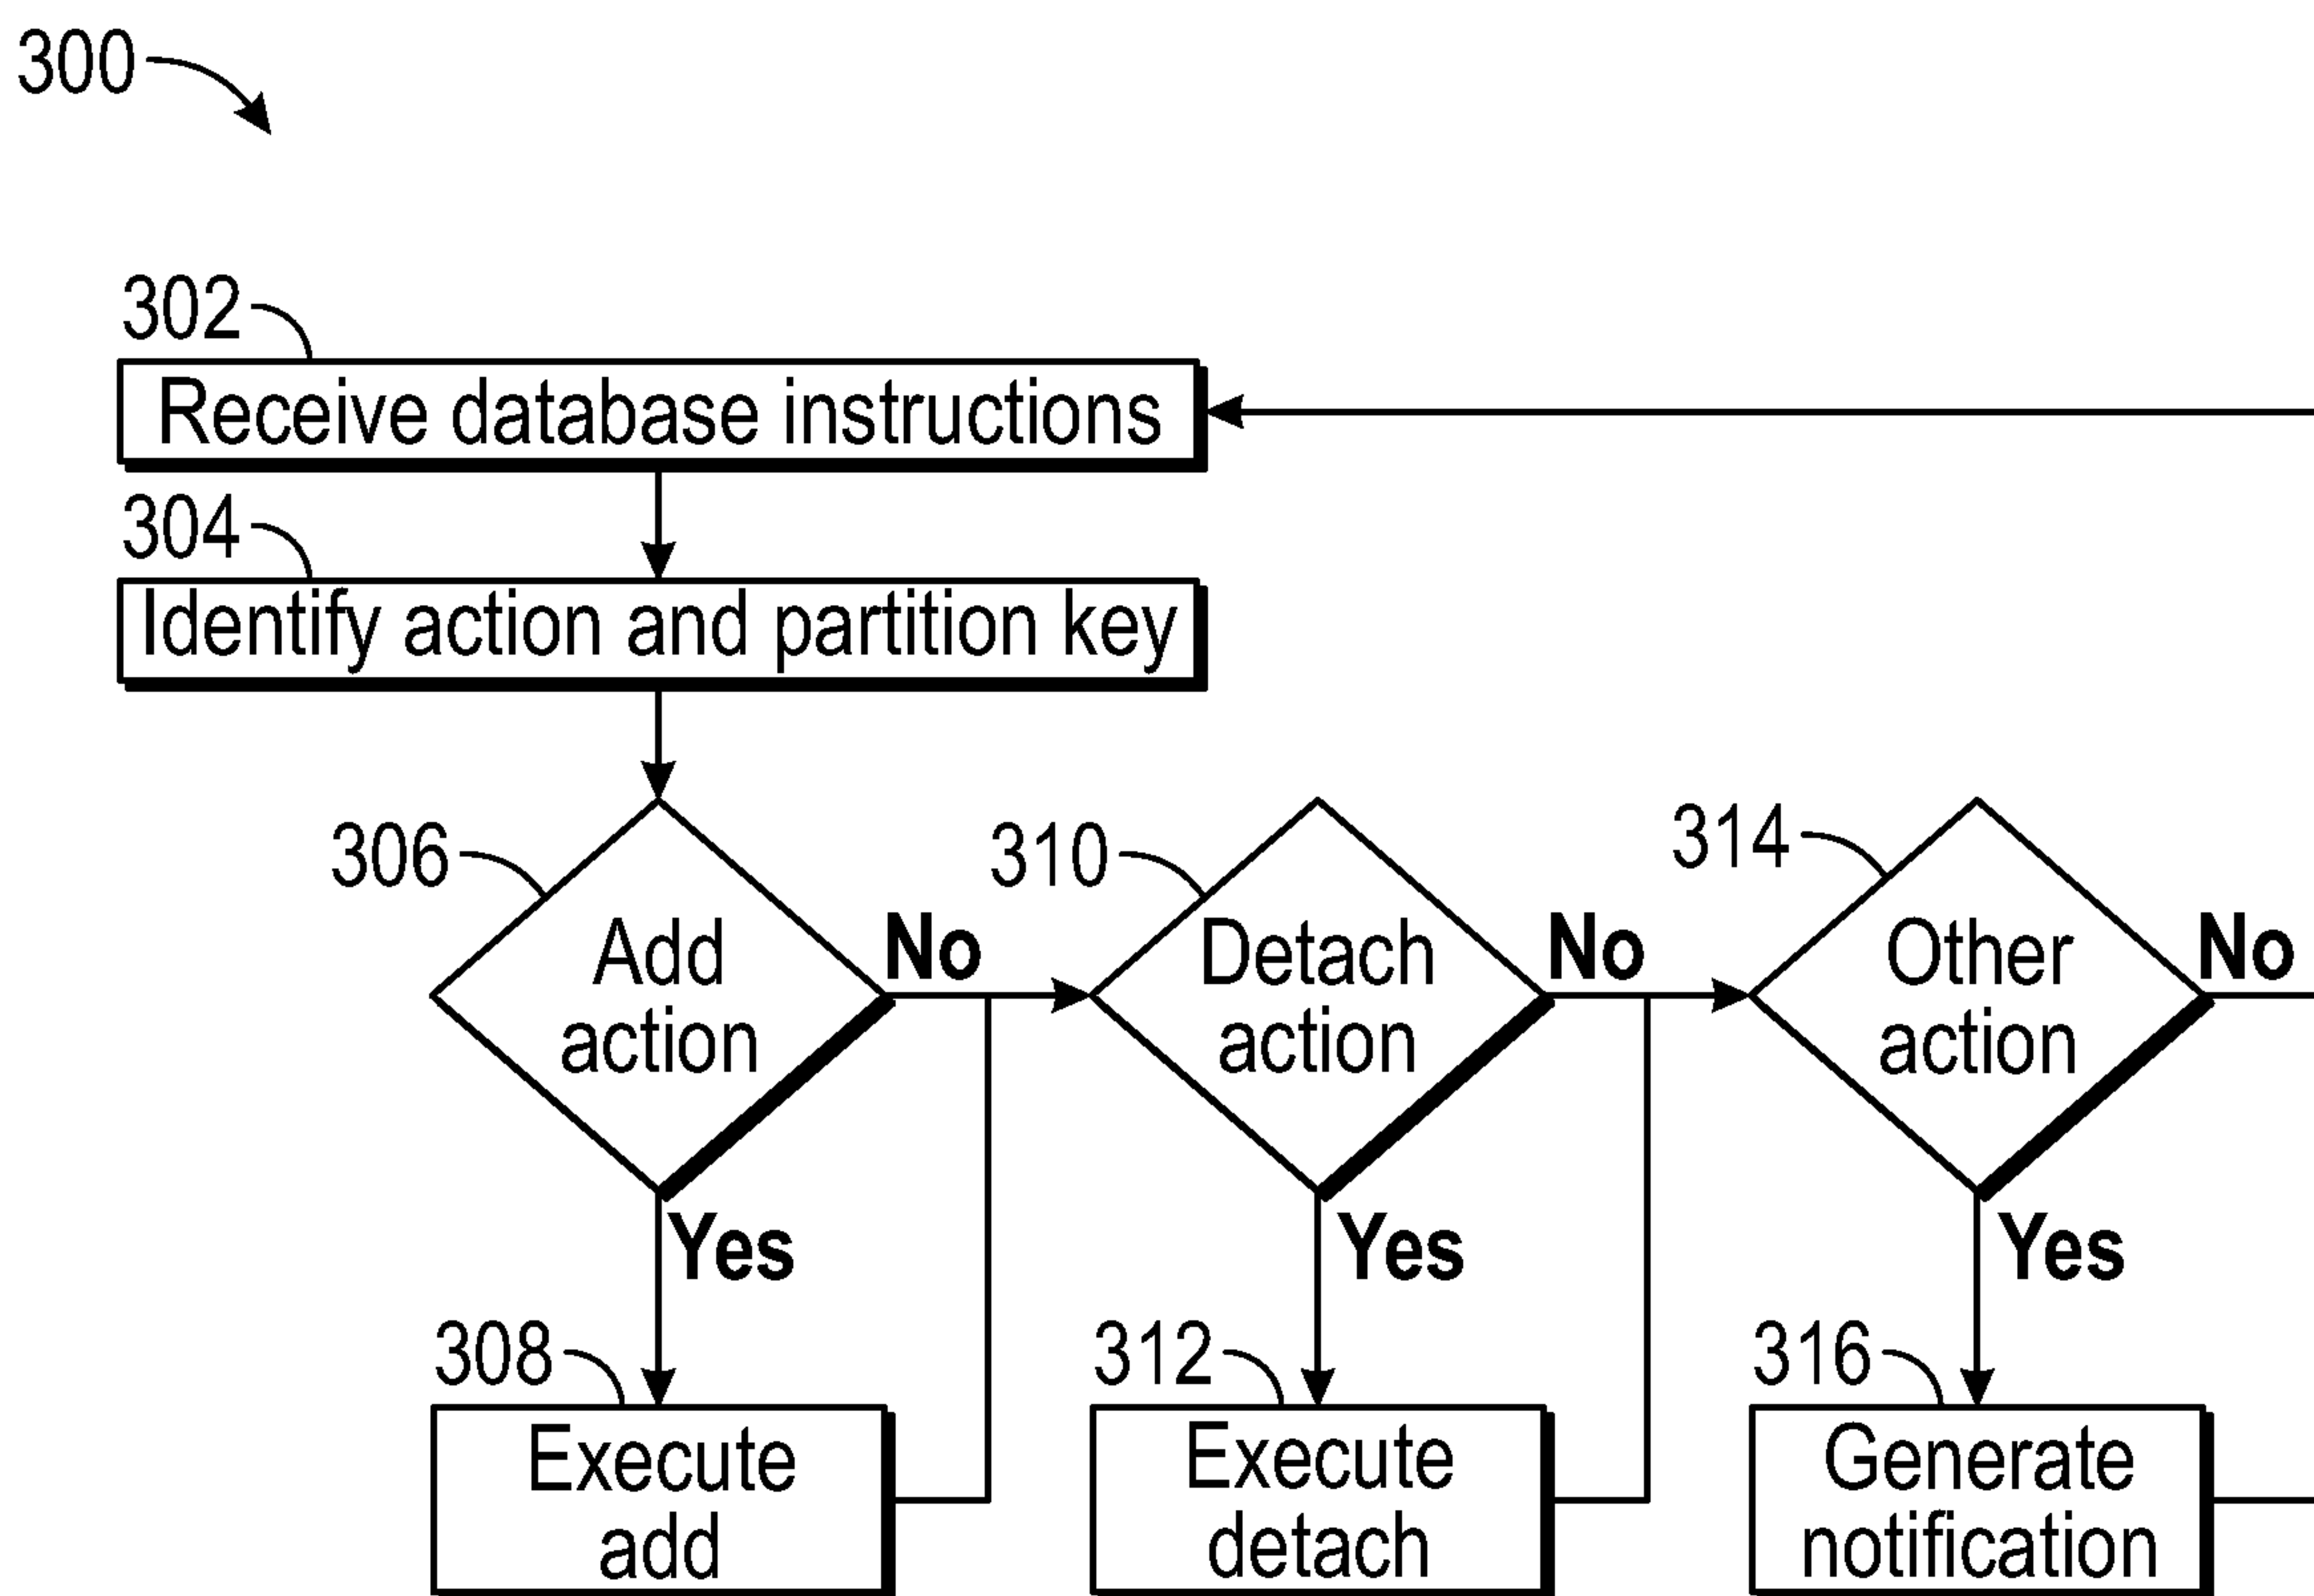 300
302
Receive database instructions
304
Identify action and partition key
306
Add
action
No
Yes
308
Execute
add
310
Detach
action
No
Yes
312
Execute
detach
314
Other
action
No
Yes
316
Generate
notification